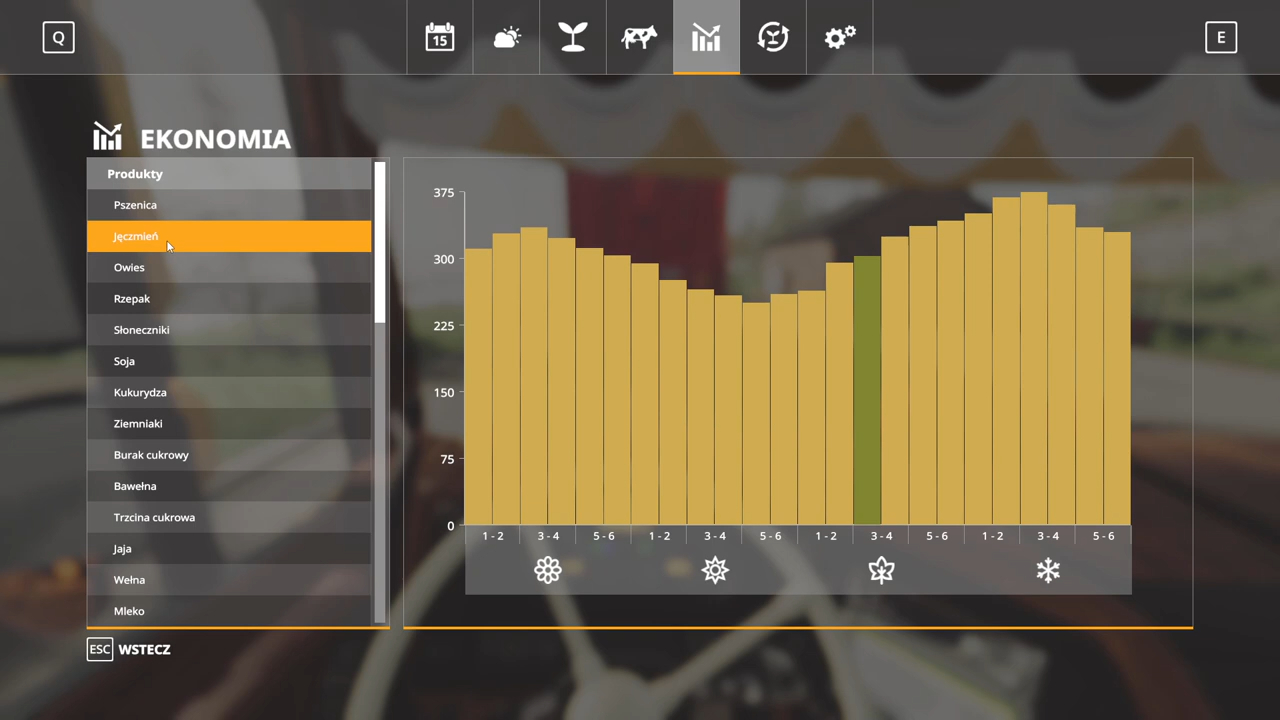 Q
15
E
EKONOMIA
Produkty
Pszenica
Jęczmień
Owies
Rzepak
Słoneczniki
Soja
Kukurydza
Ziemniaki
Burak cukrowy
Bawełna
Trzcina cukrowa
Jaja
Wełna
Mleko
375
300
225
150
75
0
1 - 2 3 - 4 5 - 6 1 - 2 3 - 4 5 - 6 1 - 2 3 - 4 5 - 6 1 - 2 3 - 4 5 - 6
ESC WSTECZ